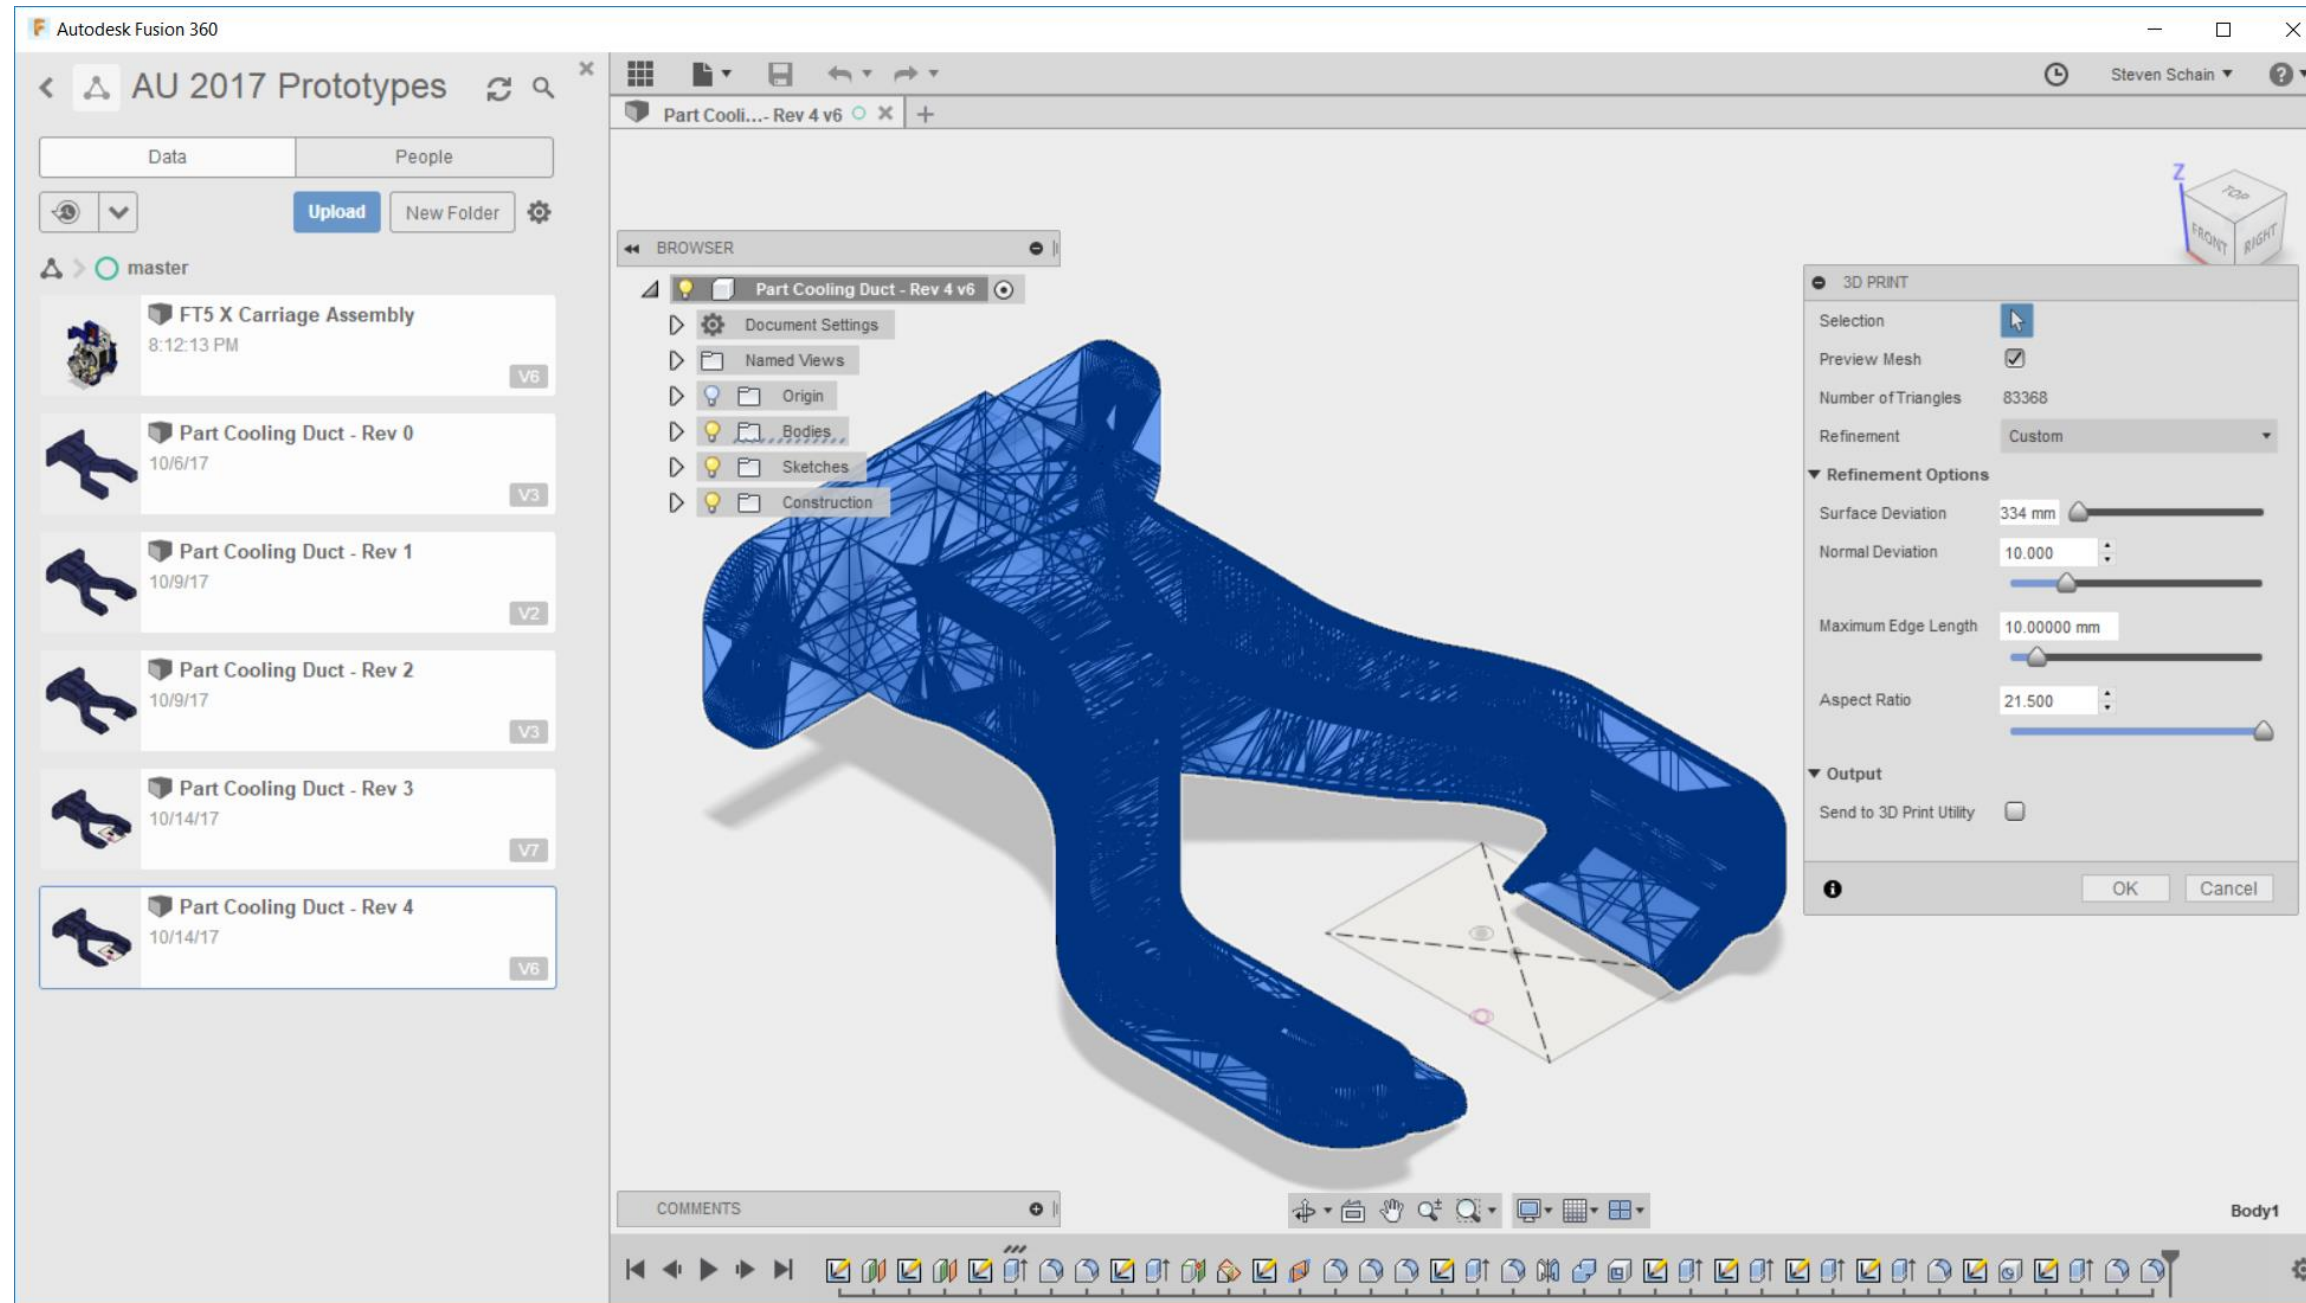 Autodesk Fusion 360
AU 2017 Prototypes
Data
People
Upload
New Folder
master
FT5 X Carriage Assembly
8:12:13 PM
V6
Part Cooling Duct - Rev 0
10/6/17
V3
Part Cooling Duct - Rev 1
10/9/17
V2
Part Cooling Duct - Rev 2
10/9/17
V3
Part Cooling Duct - Rev 3
10/14/17
V7
Part Cooling Duct - Rev 4
10/14/17
V6
Steven Schain
Part Cooli...- Rev 4 v6
BROWSER
Part Cooling Duct - Rev 4 v6
Document Settings
Named Views
Origin
Bodies
Sketches
Construction
Z
TOP
FRONT
RIGHT
3D PRINT
Selection
Preview Mesh
Number of Triangles 83368
Refinement Custom
Refinement Options
Surface Deviation 334 mm
Normal Deviation 10.000
Maximum Edge Length 10.00000 mm
Aspect Ratio 21.500
Output
Send to 3D Print Utility
OK
Cancel
COMMENTS
Body1